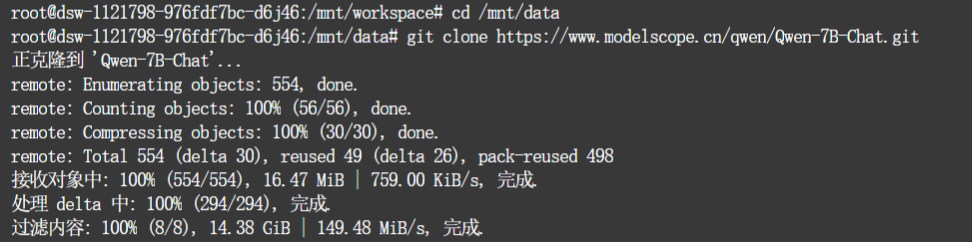 root@dsw-1121798-976fdf7bc-d6j46:/mnt/workspace# cd /mnt/data
root@dsw-1121798-976fdf7bc-d6j46:/mnt/data# git clone https://www.modelscope.cn/qwen/Qwen-7B-Chat.git
正克隆到 'Qwen-7B-Chat'...
remote: Enumerating objects: 554, done.
remote: Counting objects: 100% (56/56), done.
remote: Compressing objects: 100% (30/30), done.
remote: Total 554 (delta 30), reused 49 (delta 26), pack-reused 498
接收对象中: 100% (554/554), 16.47 MiB | 759.00 KiB/s, 完成.
处理 delta 中: 100% (294/294), 完成.
过滤内容: 100% (8/8), 14.38 GiB | 149.48 MiB/s, 完成.